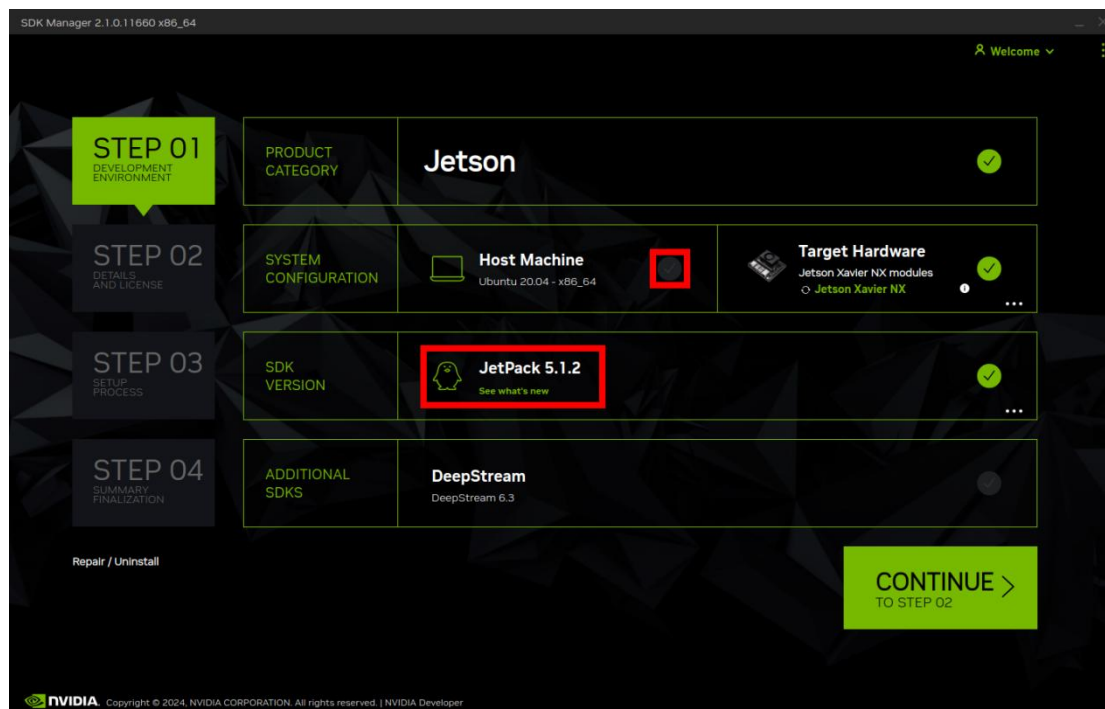 SDK Manager 2.1.0.11660 x86_64
Welcome
STEP 01
DEVELOPMENT
ENVIRONMENT
PRODUCT
CATEGORY
Jetson
STEP 02
DETAILS
AND LICENSE
SYSTEM
CONFIGURATION
Host Machine
Ubuntu 20.04 - x86_64
Target Hardware
Jetson Xavier NX modules
Jetson Xavier NX
STEP 03
SETUP
PROCESS
SDK
VERSION
JetPack 5.1.2
See what's new
STEP 04
SUMMARY
FINALIZATION
ADDITIONAL
SDKS
DeepStream
DeepStream 6.3
Repair / Uninstall
CONTINUE >
TO STEP 02
NVIDIA. Copyright © 2024, NVIDIA CORPORATION. All rights reserved. | NVIDIA Developer